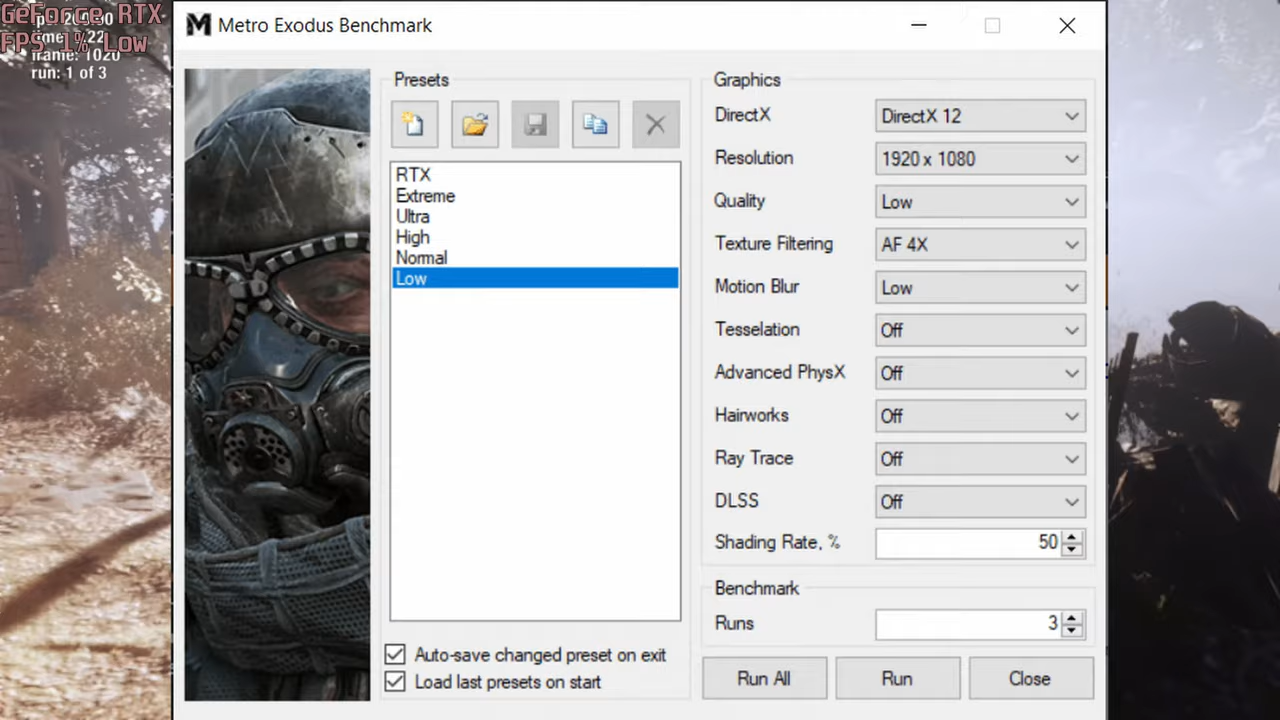 GeForce RTX
FPS 1% Low
frame: 1020
run: 1 of 3
Metro Exodus Benchmark
Presets
RTX
Extreme
Ultra
High
Normal
Low
Auto-save changed preset on exit
Load last presets on start
Graphics
DirectX DirectX 12
Resolution 1920 x 1080
Quality Low
Texture Filtering AF 4X
Motion Blur Low
Tesselation Off
Advanced PhysX Off
Hairworks Off
Ray Trace Off
DLSS Off
Shading Rate, % 50
Benchmark
Runs 3
Run All Run Close